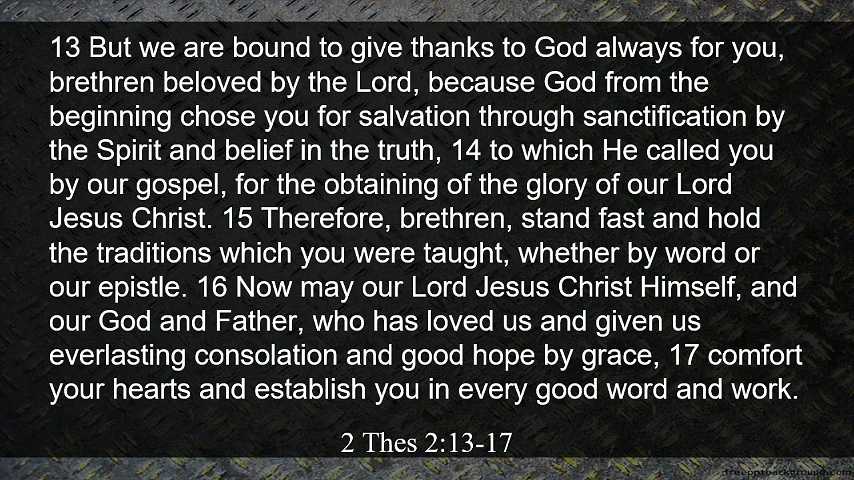 13 But we are bound to give thanks to God always for you,
brethren beloved by the Lord, because God from the
beginning chose you for salvation through sanctification by
the Spirit and belief in the truth, 14 to which He called you
by our gospel, for the obtaining of the glory of our Lord
Jesus Christ. 15 Therefore, brethren, stand fast and hold
the traditions which you were taught, whether by word or
our epistle. 16 Now may our Lord Jesus Christ Himself, and
our God and Father, who has loved us and given us
everlasting consolation and good hope by grace, 17 comfort
your hearts and establish you in every good word and work.
2 Thes 2:13-17
freepptbackground.com